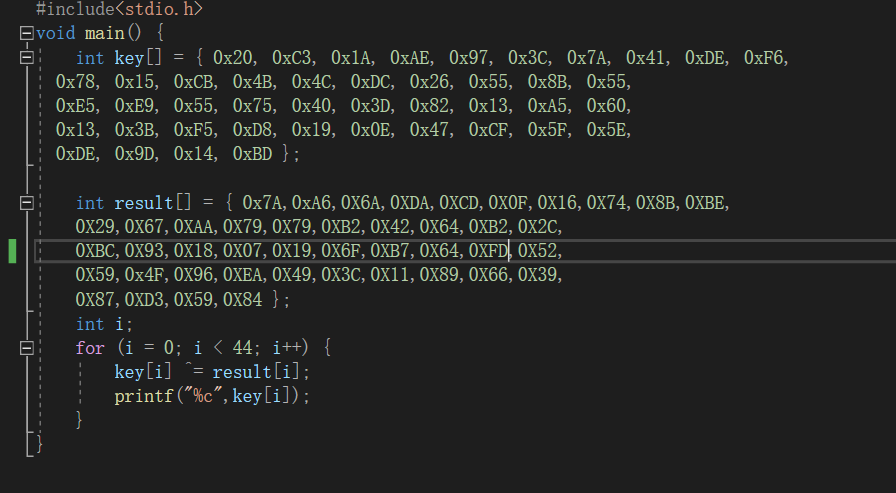 #include<stdio.h>
void main() {
int key[] = { 0x20, 0xC3, 0x1A, 0xAE, 0x97, 0x3C, 0x7A, 0x41, 0xDE, 0xF6,
0x78, 0x15, 0xCB, 0x4B, 0x4C, 0xDC, 0x26, 0x55, 0x8B, 0x55,
0xE5, 0xE9, 0x55, 0x75, 0x40, 0x3D, 0x82, 0x13, 0xA5, 0x60,
0x13, 0x3B, 0xF5, 0xD8, 0x19, 0x0E, 0x47, 0xCF, 0x5F, 0x5E,
0xDE, 0x9D, 0x14, 0xBD };
int result[] = { 0x7A,0xA6,0X6A,0XDA,0XCD,0X0F,0X16,0X74,0X8B,0XBE,
0X29,0X67,0XAA,0X79,0X79,0XB2,0X42,0X64,0XB2,0X2C,
0XBC,0X93,0X18,0X07,0X19,0X6F,0XB7,0X64,0XFD,0X52,
0X59,0x4F,0X96,0XEA,0X49,0X3C,0X11,0X89,0X66,0X39,
0X87,0XD3,0X59,0X84 };
int i;
for (i = 0; i < 44; i++) {
key[i] ^= result[i];
printf("%c",key[i]);
}
}